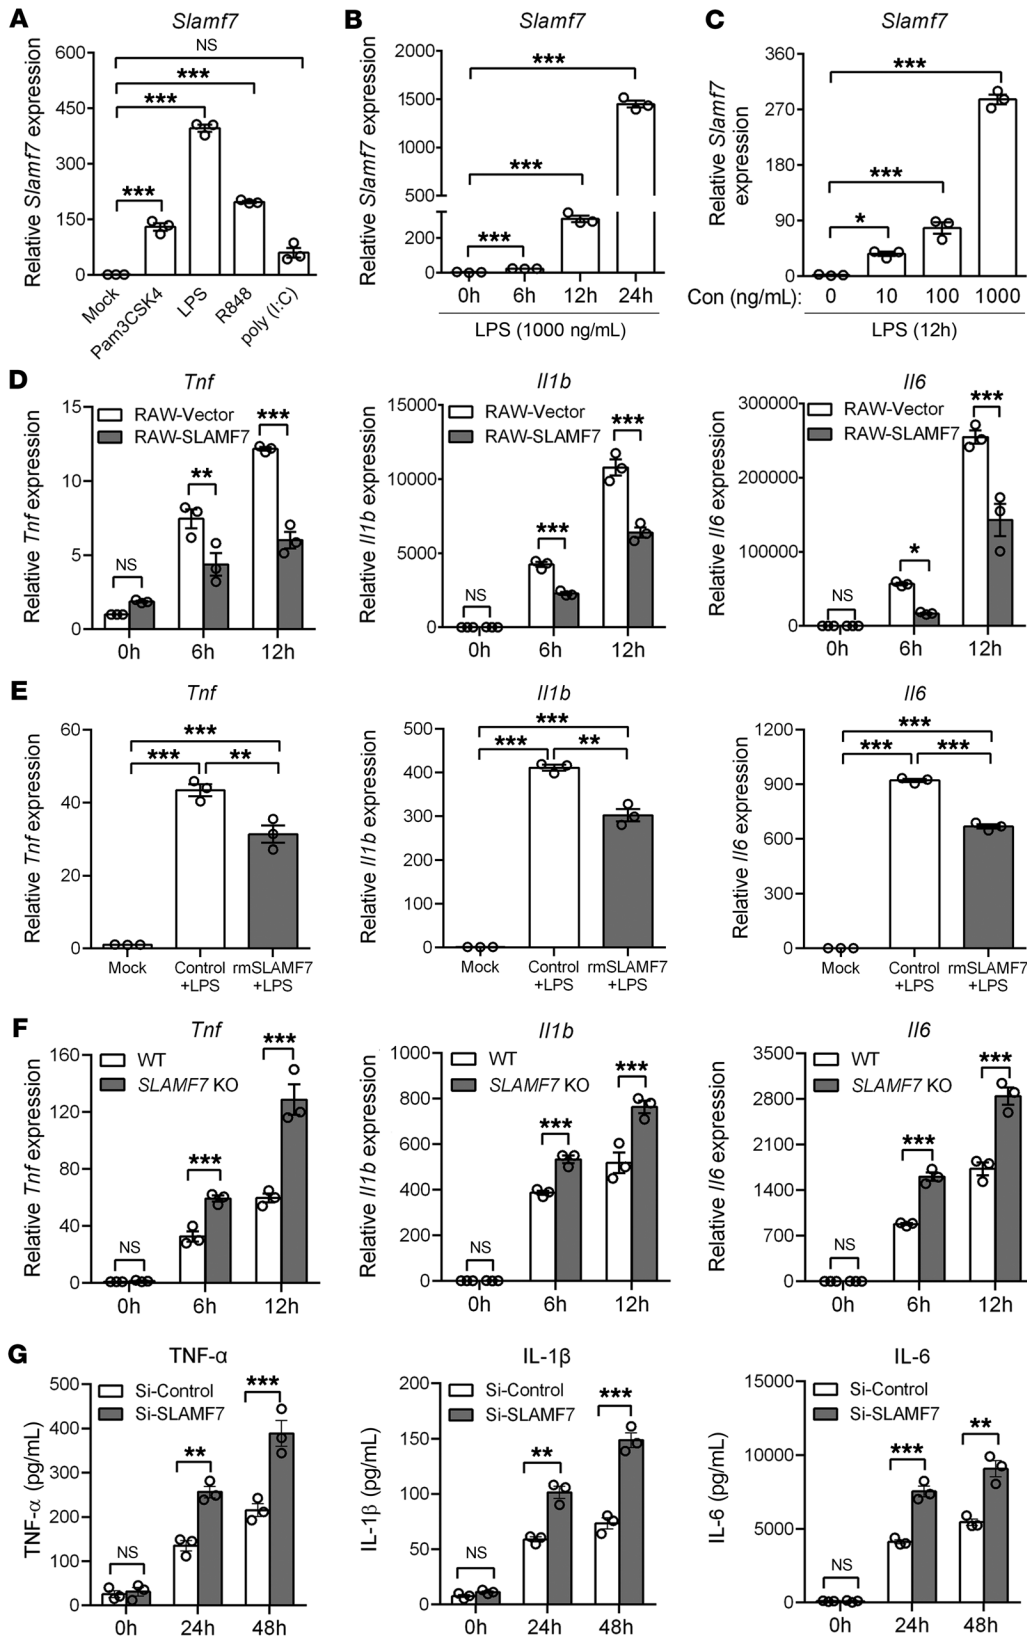 A
Slamf7
Relative Slamf7 expression
600
450
300
150
0
NS
***
***
***
Mock
Pam3CSK4
LPS
R848
poly (I:C)
B
Slamf7
Relative Slamf7 expression
2000
1500
1000
500
200
0
***
***
***
0h 6h 12h 24h
LPS (1000 ng/mL)
C
Slamf7
Relative Slamf7
expression
360
270
180
90
0
***
***
*
Con (ng/mL): 0 10 100 1000
LPS (12h)
D
Tnf
Relative Tnf expression
15
10
5
0
RAW-Vector
RAW-SLAMF7
NS
**
***
0h 6h 12h
Il1b
Relative Il1b expression
15000
10000
5000
0
RAW-Vector
RAW-SLAMF7
NS
***
***
0h 6h 12h
Il6
Relative Il6 expression
300000
200000
100000
0
RAW-Vector
RAW-SLAMF7
NS
*
***
0h 6h 12h
E
Tnf
Relative Tnf expression
60
40
20
0
***
*** **
Mock Control rmSLAMF7
+LPS +LPS
Il1b
Relative Il1b expression
500
400
300
200
100
0
***
*** **
Mock Control rmSLAMF7
+LPS +LPS
Il6
Relative Il6 expression
1200
900
600
300
0
***
*** ***
Mock Control rmSLAMF7
+LPS +LPS
F
Tnf
Relative Tnf expression
160
120
80
40
0
WT
SLAMF7 KO
NS
***
***
0h 6h 12h
Il1b
Relative Il1b expression
1000
800
600
400
200
0
WT
SLAMF7 KO
NS
***
***
0h 6h 12h
Il6
Relative Il6 expression
3500
2800
2100
1400
700
0
WT
SLAMF7 KO
NS
***
***
0h 6h 12h
G
TNF-α
TNF-α (pg/mL)
500
400
300
200
100
0
Si-Control
Si-SLAMF7
NS
**
***
0h 24h 48h
IL-1β
IL-1β (pg/mL)
200
150
100
50
0
Si-Control
Si-SLAMF7
NS
**
***
0h 24h 48h
IL-6
IL-6 (pg/mL)
15000
10000
5000
0
Si-Control
Si-SLAMF7
NS
***
**
0h 24h 48h